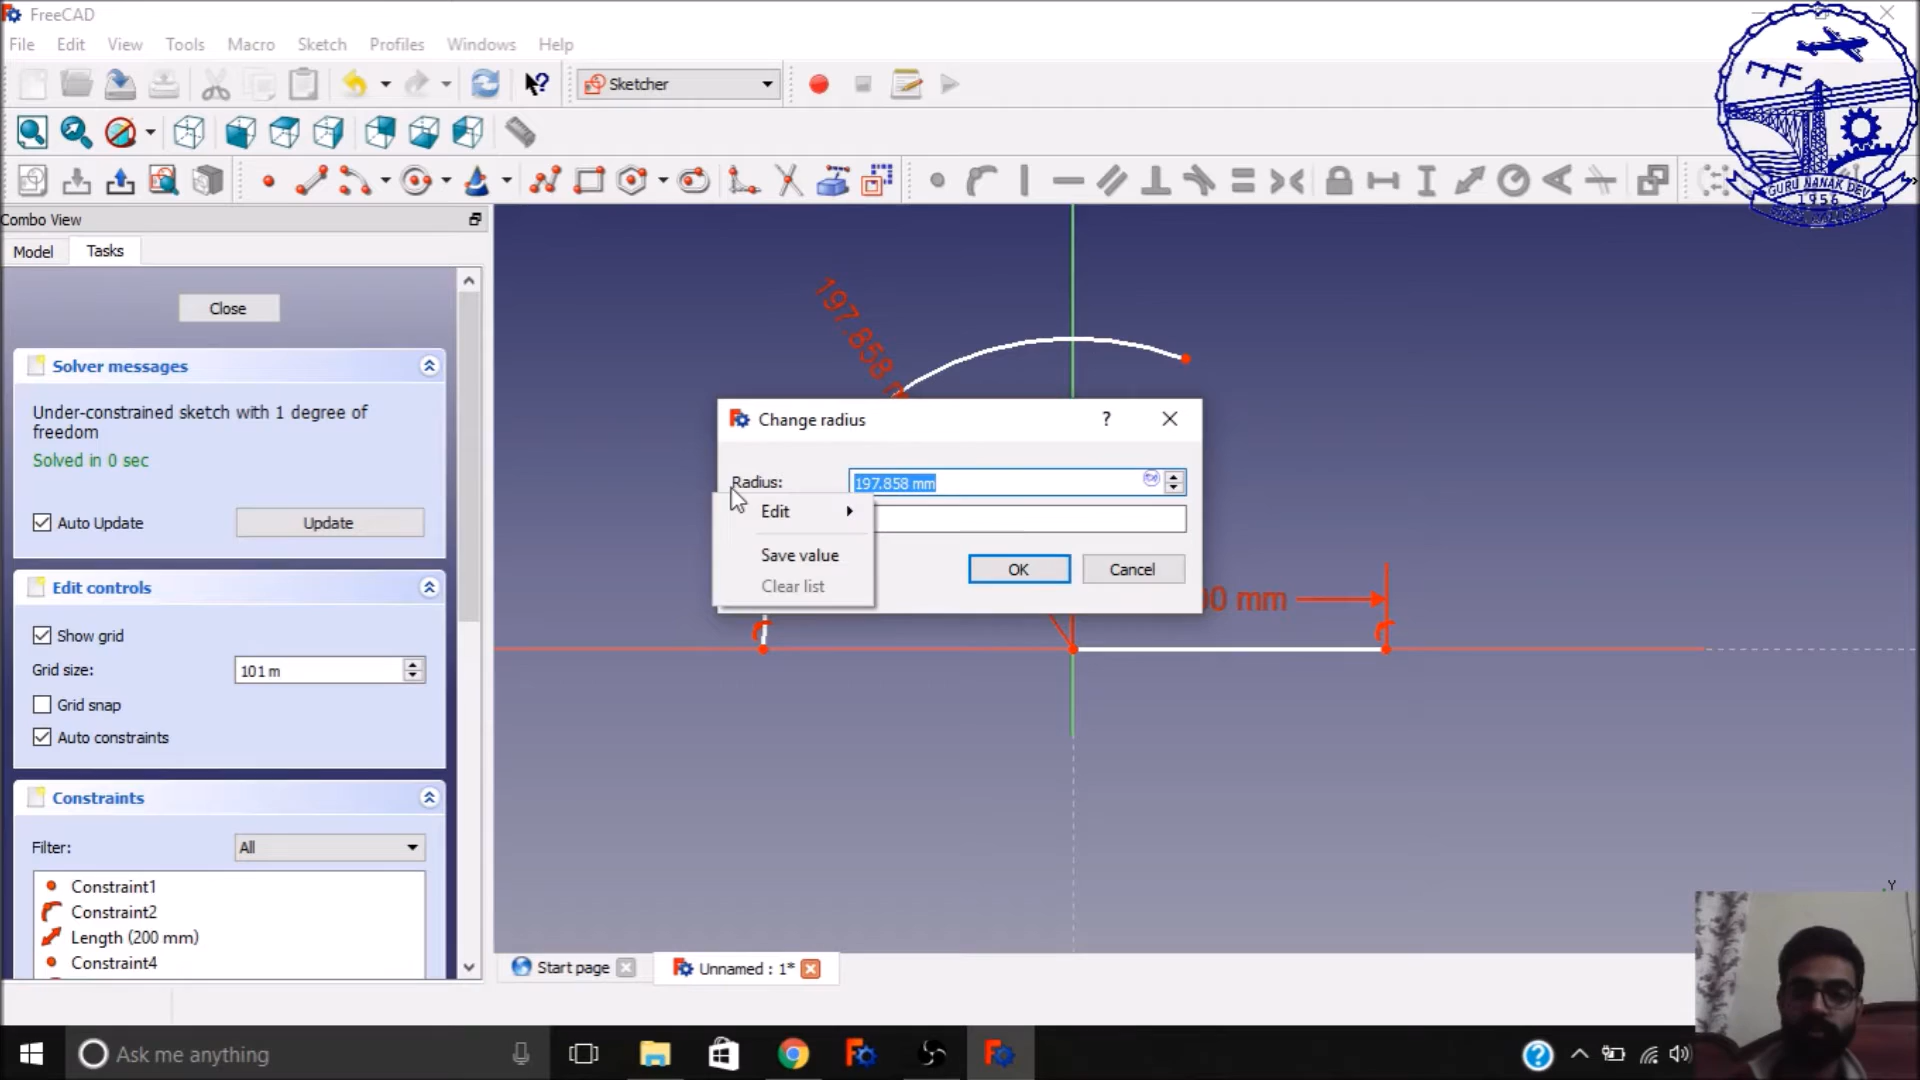 FreeCAD
File Edit View Tools Macro Sketch Profiles Windows Help
Sketcher
GURU NANAK DEV
1956
Combo View
Model Tasks
Close
Solver messages
Under-constrained sketch with 1 degree of
freedom
Solved in 0 sec
Auto Update Update
Edit controls
Show grid
Grid size: 101 m
Grid snap
Auto constraints
Constraints
Filter: All
Constraint1
Constraint2
Length (200 mm)
Constraint4
197.858 m
Change radius ?
Radius: 197.858 mm
Edit
Save value
Clear list
OK Cancel
0 mm
Y
Start page Unnamed : 1*
Ask me anything